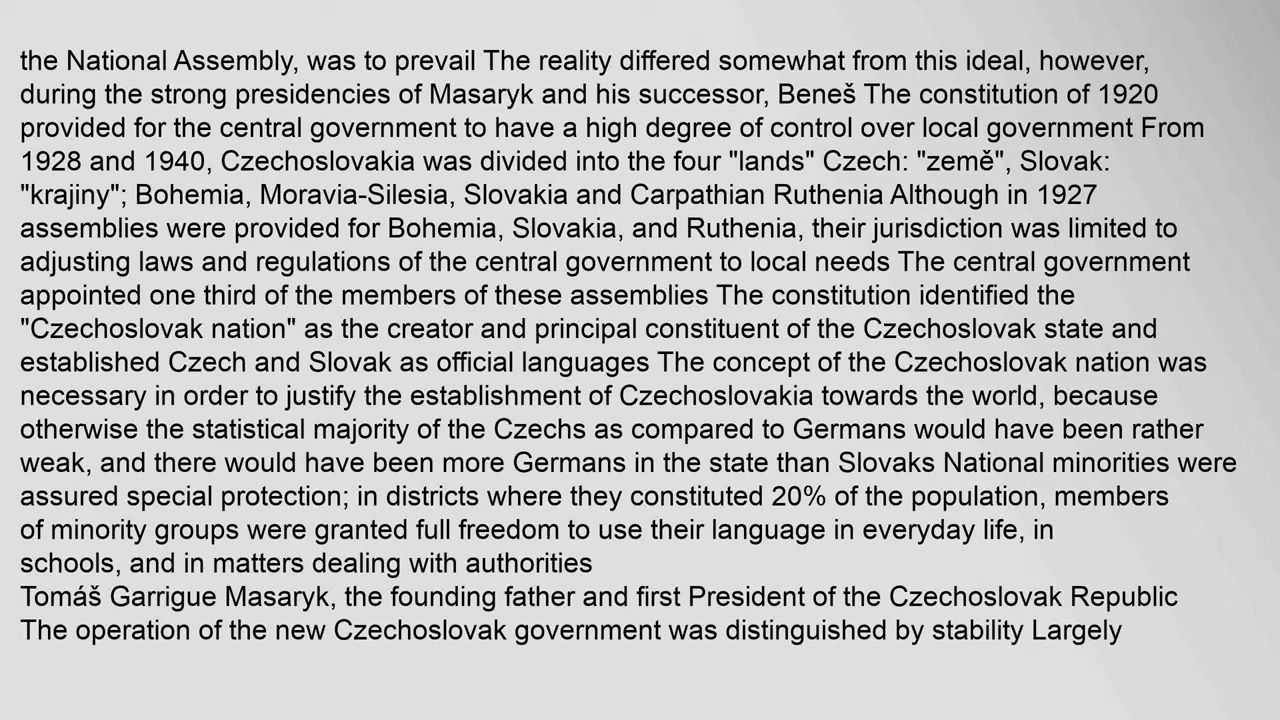 the National Assembly, was to prevail The reality differed somewhat from this ideal, however,
during the strong presidencies of Masaryk and his successor, Beneš The constitution of 1920
provided for the central government to have a high degree of control over local government From
1928 and 1940, Czechoslovakia was divided into the four "lands" Czech: "země", Slovak:
"krajiny"; Bohemia, Moravia-Silesia, Slovakia and Carpathian Ruthenia Although in 1927
assemblies were provided for Bohemia, Slovakia, and Ruthenia, their jurisdiction was limited to
adjusting laws and regulations of the central government to local needs The central government
appointed one third of the members of these assemblies The constitution identified the
"Czechoslovak nation" as the creator and principal constituent of the Czechoslovak state and
established Czech and Slovak as official languages The concept of the Czechoslovak nation was
necessary in order to justify the establishment of Czechoslovakia towards the world, because
otherwise the statistical majority of the Czechs as compared to Germans would have been rather
weak, and there would have been more Germans in the state than Slovaks National minorities were
assured special protection; in districts where they constituted 20% of the population, members
of minority groups were granted full freedom to use their language in everyday life, in
schools, and in matters dealing with authorities
Tomáš Garrigue Masaryk, the founding father and first President of the Czechoslovak Republic
The operation of the new Czechoslovak government was distinguished by stability Largely